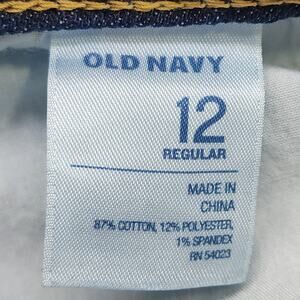 OLD NAVY
12
REGULAR
MADE IN
CHINA
87% COTTON, 12% POLYESTER,
1% SPANDEX
RN 54023